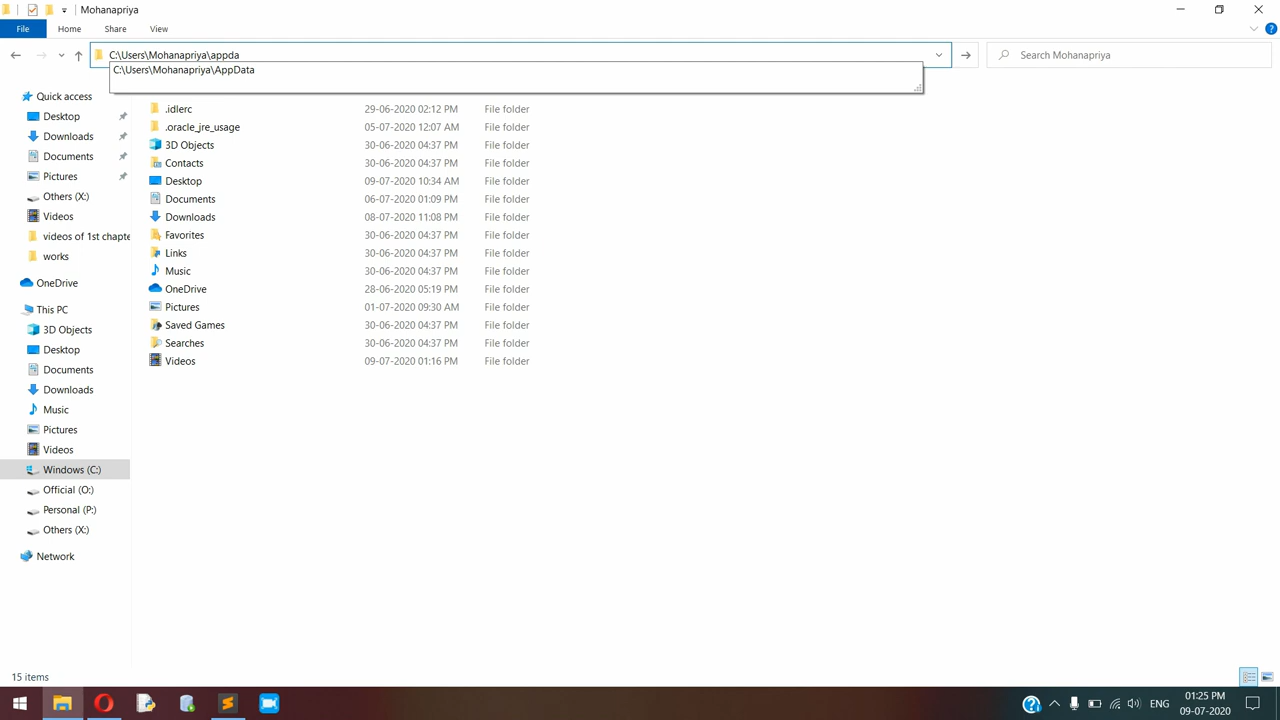 Mohanapriya
File
Home
Share
View
C:\Users\Mohanapriya\appda
Search Mohanapriya
C:\Users\Mohanapriya\AppData
Quick access
Desktop
Downloads
Documents
Pictures
Others (X:)
Videos
videos of 1st chapte
works
OneDrive
This PC
3D Objects
Desktop
Documents
Downloads
Music
Pictures
Videos
Windows (C:)
Official (O:)
Personal (P:)
Others (X:)
Network
.idlerc 29-06-2020 02:12 PM File folder
.oracle_jre_usage 05-07-2020 12:07 AM File folder
3D Objects 30-06-2020 04:37 PM File folder
Contacts 30-06-2020 04:37 PM File folder
Desktop 09-07-2020 10:34 AM File folder
Documents 06-07-2020 01:09 PM File folder
Downloads 08-07-2020 11:08 PM File folder
Favorites 30-06-2020 04:37 PM File folder
Links 30-06-2020 04:37 PM File folder
Music 30-06-2020 04:37 PM File folder
OneDrive 28-06-2020 05:19 PM File folder
Pictures 01-07-2020 09:30 AM File folder
Saved Games 30-06-2020 04:37 PM File folder
Searches 30-06-2020 04:37 PM File folder
Videos 09-07-2020 01:16 PM File folder
15 items
ENG
01:25 PM
09-07-2020